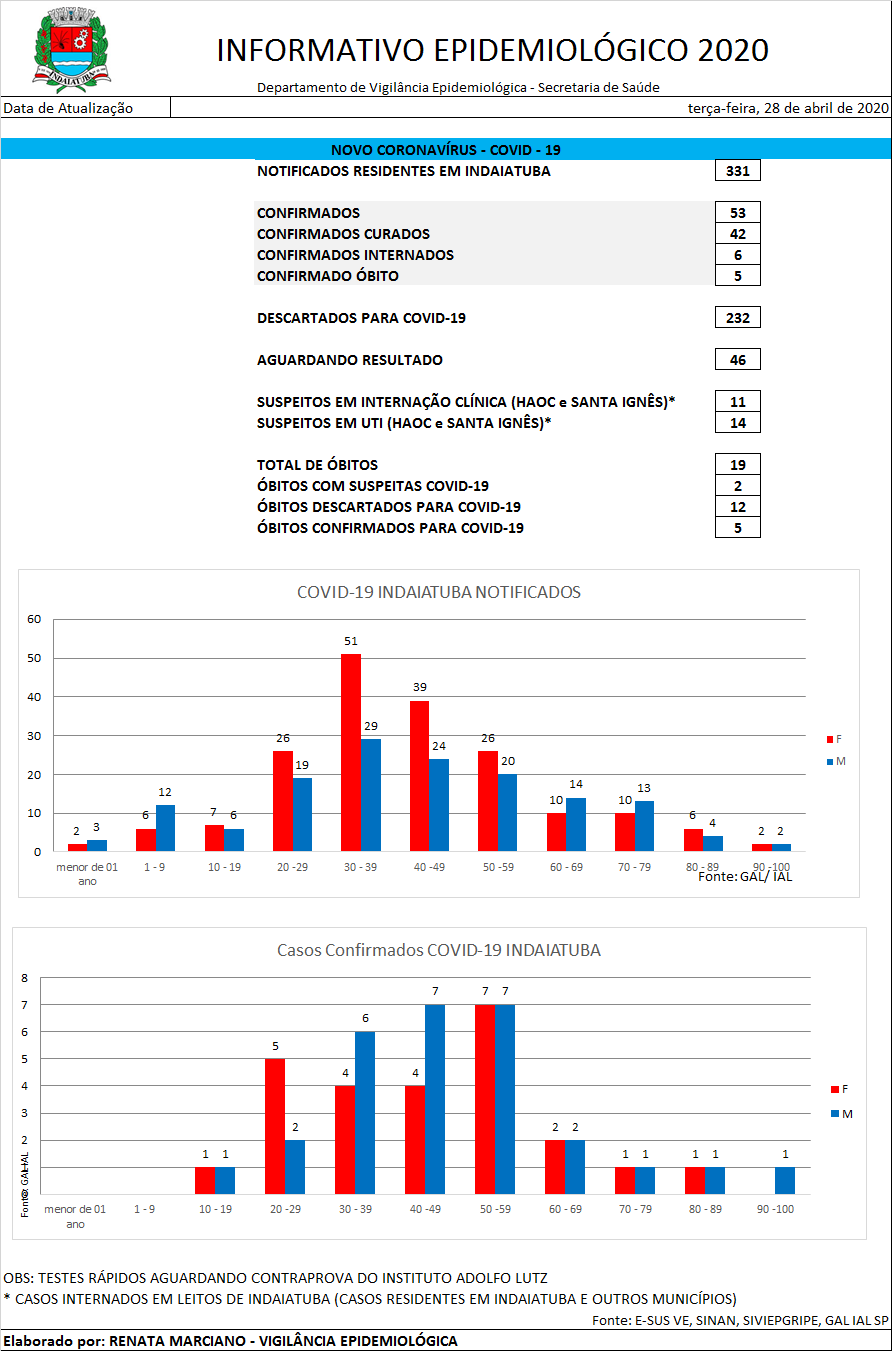 INDAIATUBA
INFORMATIVO EPIDEMIOLÓGICO 2020
Departamento de Vigilância Epidemiológica - Secretaria de Saúde
Data de Atualização terça-feira, 28 de abril de 2020
NOVO CORONAVÍRUS - COVID - 19
NOTIFICADOS RESIDENTES EM INDAIATUBA 331
CONFIRMADOS 53
CONFIRMADOS CURADOS 42
CONFIRMADOS INTERNADOS 6
CONFIRMADO ÓBITO 5
DESCARTADOS PARA COVID-19 232
AGUARDANDO RESULTADO 46
SUSPEITOS EM INTERNAÇÃO CLÍNICA (HAOC e SANTA IGNÊS)* 11
SUSPEITOS EM UTI (HAOC e SANTA IGNÊS)* 14
TOTAL DE ÓBITOS 19
ÓBITOS COM SUSPEITAS COVID-19 2
ÓBITOS DESCARTADOS PARA COVID-19 12
ÓBITOS CONFIRMADOS PARA COVID-19 5
COVID-19 INDAIATUBA NOTIFICADOS
60
50
40
30
20
10
0
2 3 6 12 7 6 26 19 51 29 39 24 26 20 10 14 10 13 6 4 2 2
F
M
menor de 01 1 - 9 10 - 19 20 -29 30 - 39 40 -49 50 -59 60 - 69 70 - 79 80 - 89 90 -100
ano
Fonte: GAL/ IAL
Casos Confirmados COVID-19 INDAIATUBA
8
7
6
5
4
3
2
1
0
1 1 5 2 4 6 4 7 7 7 2 2 1 1 1 1 1
F
M
Fonte: GAL IAL
menor de 01 1 - 9 10 - 19 20 -29 30 - 39 40 -49 50 -59 60 - 69 70 - 79 80 - 89 90 -100
ano
OBS: TESTES RÁPIDOS AGUARDANDO CONTRAPROVA DO INSTITUTO ADOLFO LUTZ
* CASOS INTERNADOS EM LEITOS DE INDAIATUBA (CASOS RESIDENTES EM INDAIATUBA E OUTROS MUNICÍPIOS)
Fonte: E-SUS VE, SINAN, SIVIEPGRIPE, GAL IAL SP
Elaborado por: RENATA MARCIANO - VIGILÂNCIA EPIDEMIOLÓGICA